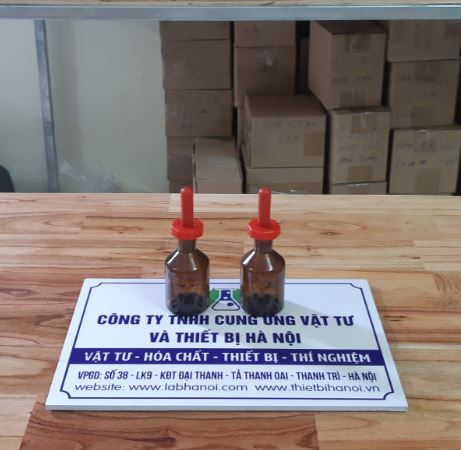 CÔNG TY TNHH CUNG ỨNG VẬT TƯ
VÀ THIẾT BỊ HÀ NỘI
VẬT TƯ - HÓA CHẤT - THIẾT BỊ - THÍ NGHIỆM
VPGD: SỐ 38 - LK9 - KĐT ĐẠI THANH - TẢ THANH OAI - THANH TRÌ - HÀ NỘI
website: www.labhanoi.com www.thietbihanoi.vn